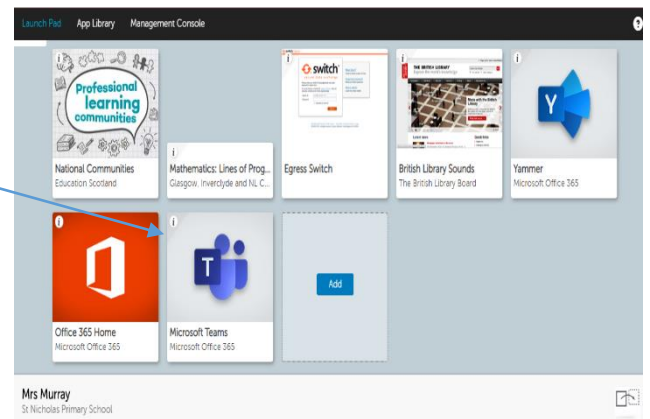 Launch Pad App Library Management Console
Professional
learning
communities
National Communities
Education Scotland
Mathematics: Lines of Prog...
Glasgow, Inverclyde and NL C...
switch
Egress Switch
THE BRITISH LIBRARY
British Library Sounds
The British Library Board
Y
Yammer
Microsoft Office 365
Office 365 Home
Microsoft Office 365
T
Microsoft Teams
Microsoft Office 365
Add
Mrs Murray
St Nicholas Primary School